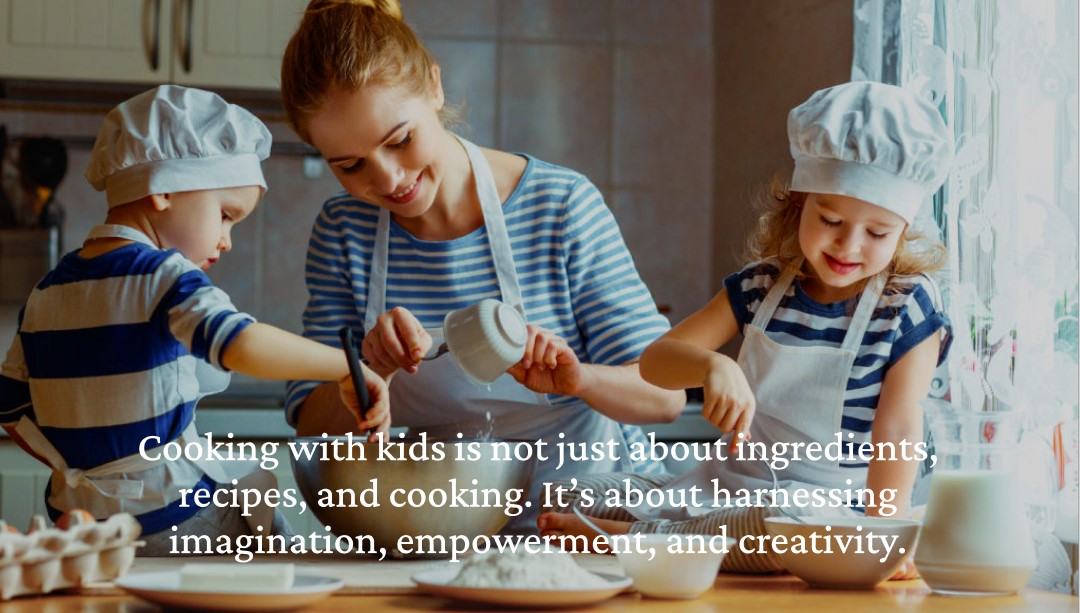 Cooking with kids is not just about ingredients,
recipes, and cooking. It’s about harnessing
imagination, empowerment, and creativity.